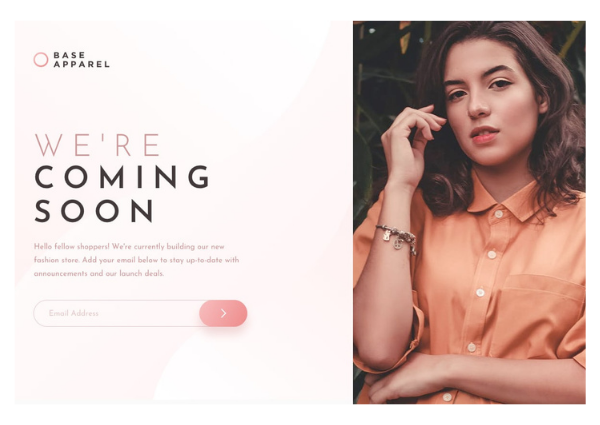 BASE
APPAREL
WE'RE
COMING
SOON
Hello fellow shoppers! We're currently building our new
fashion store. Add your email below to stay up-to-date with
announcements and our launch deals.
Email Address